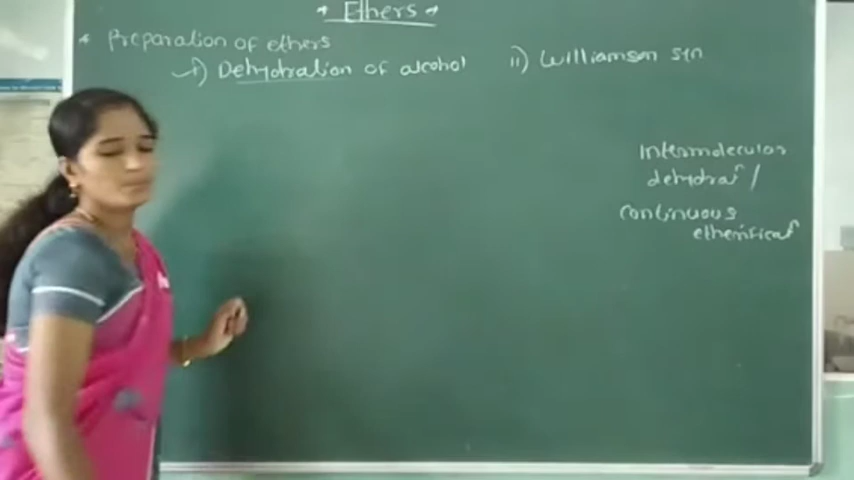 * Ethers *
* Preparation of ethers
i) Dehydration of alcohol
ii) Williamson syn
Intermolecular
dehydraⁿ /
Continuous
etherificaⁿ